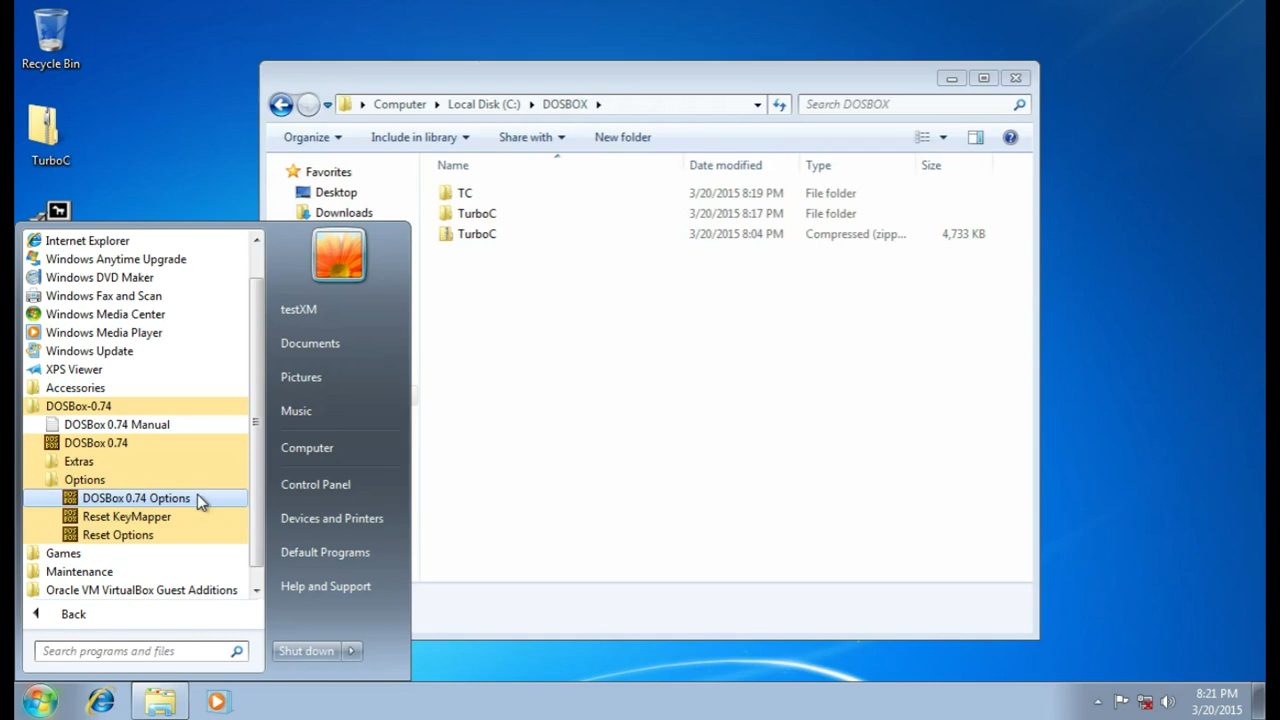 Recycle Bin
TurboC
Computer
Local Disk (C:)
DOSBOX
Search DOSBOX
Organize
Include in library
Share with
New folder
Favorites
Desktop
Downloads
Name Date modified Type Size
TC 3/20/2015 8:19 PM File folder
TurboC 3/20/2015 8:17 PM File folder
TurboC 3/20/2015 8:04 PM Compressed (zipp... 4,733 KB
Internet Explorer
Windows Anytime Upgrade
Windows DVD Maker
Windows Fax and Scan
Windows Media Center
Windows Media Player
Windows Update
XPS Viewer
Accessories
DOSBox-0.74
DOSBox 0.74 Manual
DOSBox 0.74
Extras
Options
DOSBox 0.74 Options
Reset KeyMapper
Reset Options
Games
Maintenance
Oracle VM VirtualBox Guest Additions
Back
Search programs and files
testXM
Documents
Pictures
Music
Computer
Control Panel
Devices and Printers
Default Programs
Help and Support
Shut down
8:21 PM
3/20/2015